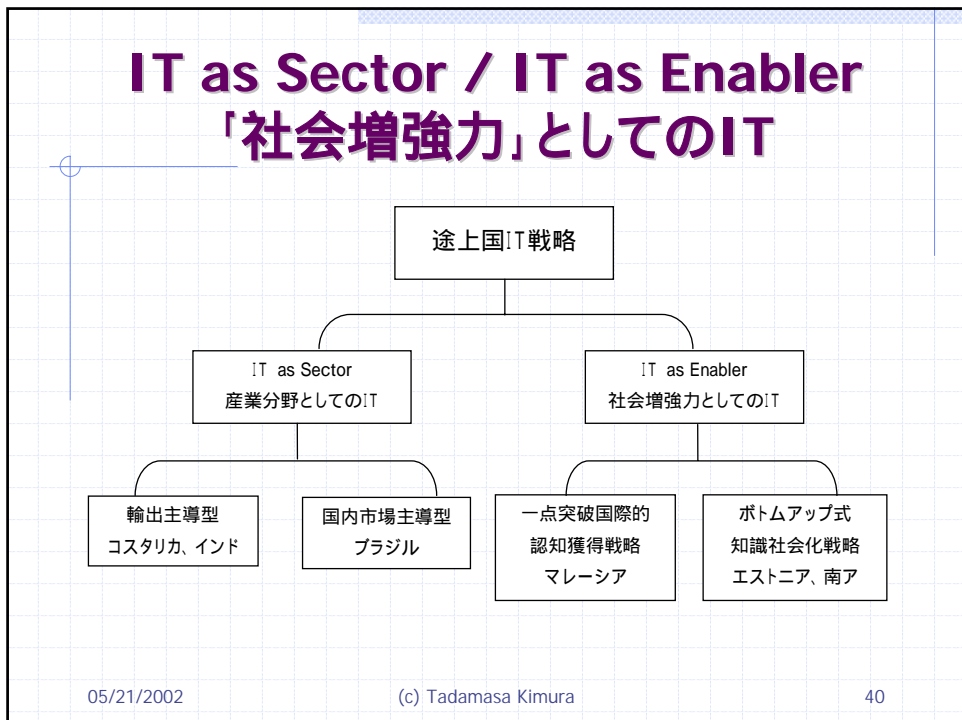 IT as Sector / IT as Enabler
「社会増強力」としてのIT
途上国IT戦略
IT as Sector
産業分野としてのIT
IT as Enabler
社会増強力としてのIT
輸出主導型
コスタリカ、インド
国内市場主導型
ブラジル
一点突破国際的
認知獲得戦略
マレーシア
ボトムアップ式
知識社会化戦略
エストニア、南ア
05/21/2002
(c) Tadamasa Kimura
40